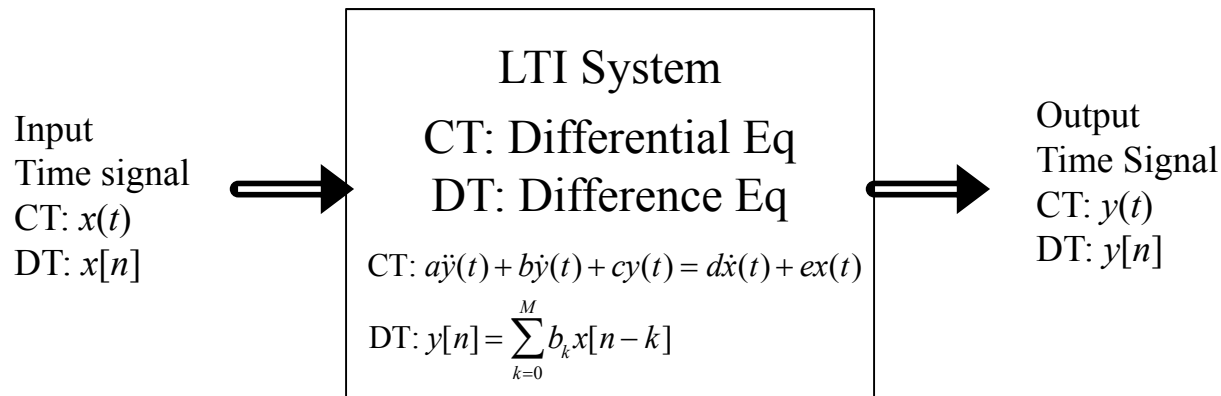 Input
Time signal
CT: x(t)
DT: x[n]
LTI System
CT: Differential Eq
DT: Difference Eq
CT: aÿ(t) + bẏ(t) + cy(t) = dẋ(t) + ex(t)
DT: y[n] = ∑_{k=0}^{M} b_k x[n − k]
Output
Time Signal
CT: y(t)
DT: y[n]